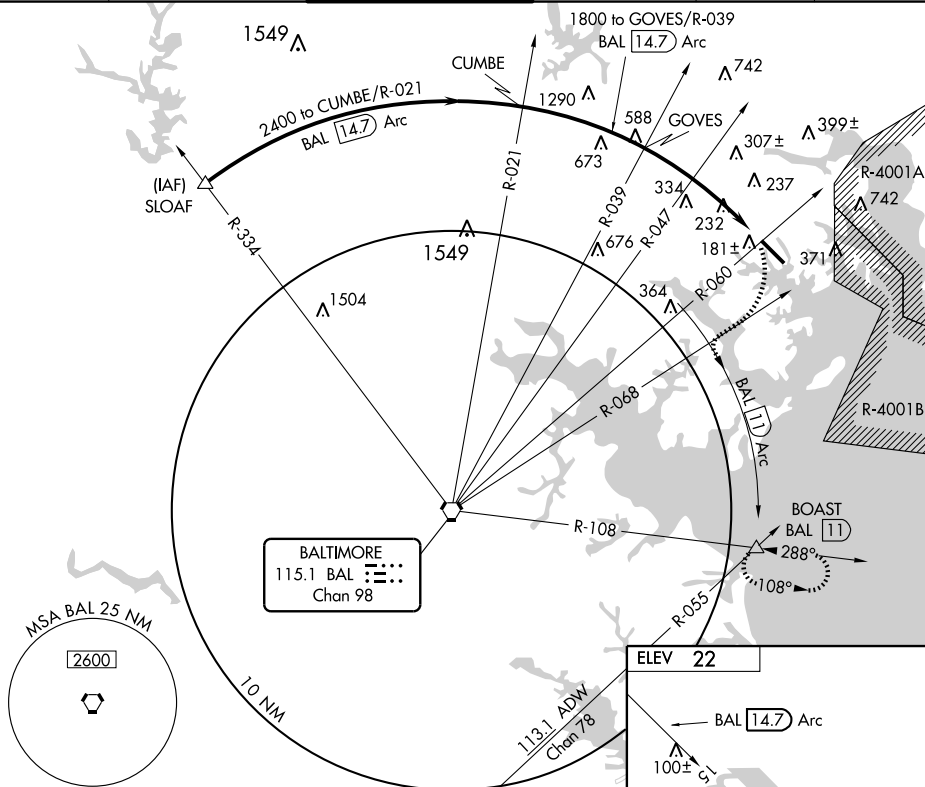 1800 to GOVES/R-039
BAL 14.7 Arc
1549
CUMBE
742
2400 to CUMBE/R-021
BAL 14.7 Arc
1290
588
GOVES
673
307±
399±
R-4001A
R-021
(IAF)
SLOAF
R-334
R-039
R-047
334
237
232
742
1549
676
181±
371
R-060
1504
364
R-068
BAL 11 Arc
R-4001B
BOAST
BAL 11
R-108
288°
108°
BALTIMORE
115.1 BAL
Chan 98
R-055
MSA BAL 25 NM
2600
10 NM
113.1 ADW
Chan 78
ELEV 22
BAL 14.7 Arc
100±
15